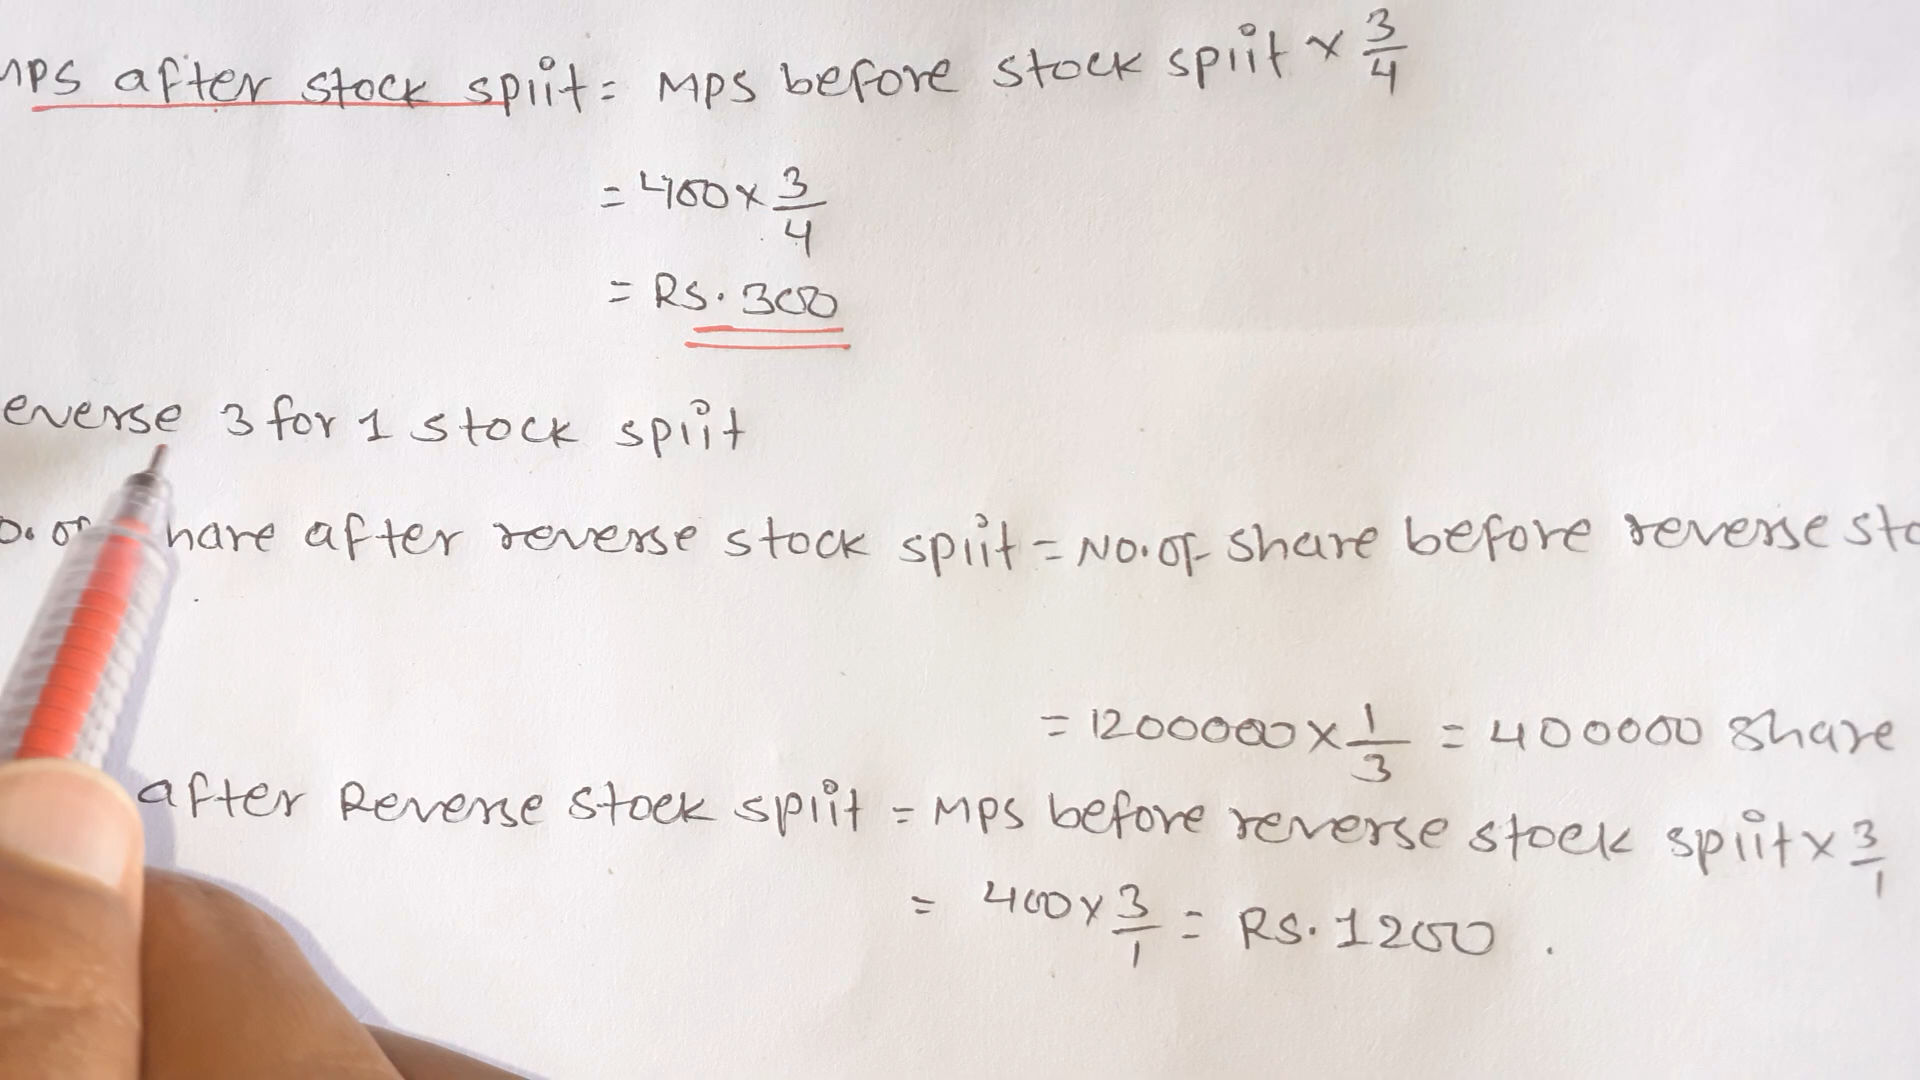 MPS after stock spiit = MPS before stock spiit × 3/4
= 400 × 3/4
= Rs. 300
everse 3 for 1 stock spiit
o. of hare after reverse stock spiit = No. of share before reverse sto
= 1200000 × 1/3 = 400000 share
after Reverse stock spiit = MPS before reverse stock spiit × 3/1
= 400 × 3/1 = Rs. 1200.